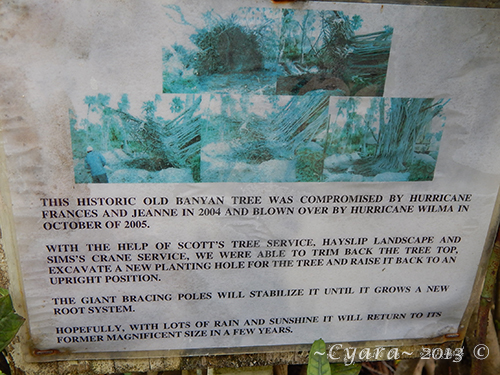 THIS HISTORIC OLD BANYAN TREE WAS COMPROMISED BY HURRICANE
FRANCES AND JEANNE IN 2004 AND BLOWN OVER BY HURRICANE WILMA IN
OCTOBER OF 2005.
WITH THE HELP OF SCOTT'S TREE SERVICE, HAYSLIP LANDSCAPE AND
SIMS'S CRANE SERVICE, WE WERE ABLE TO TRIM BACK THE TREE TOP,
EXCAVATE A NEW PLANTING HOLE FOR THE TREE AND RAISE IT BACK TO AN
UPRIGHT POSITION.
THE GIANT BRACING POLES WILL STABILIZE IT UNTIL IT GROWS A NEW
ROOT SYSTEM.
HOPEFULLY, WITH LOTS OF RAIN AND SUNSHINE IT WILL RETURN TO ITS
FORMER MAGNIFICENT SIZE IN A FEW YEARS.
~Cyara~ 2013 ©